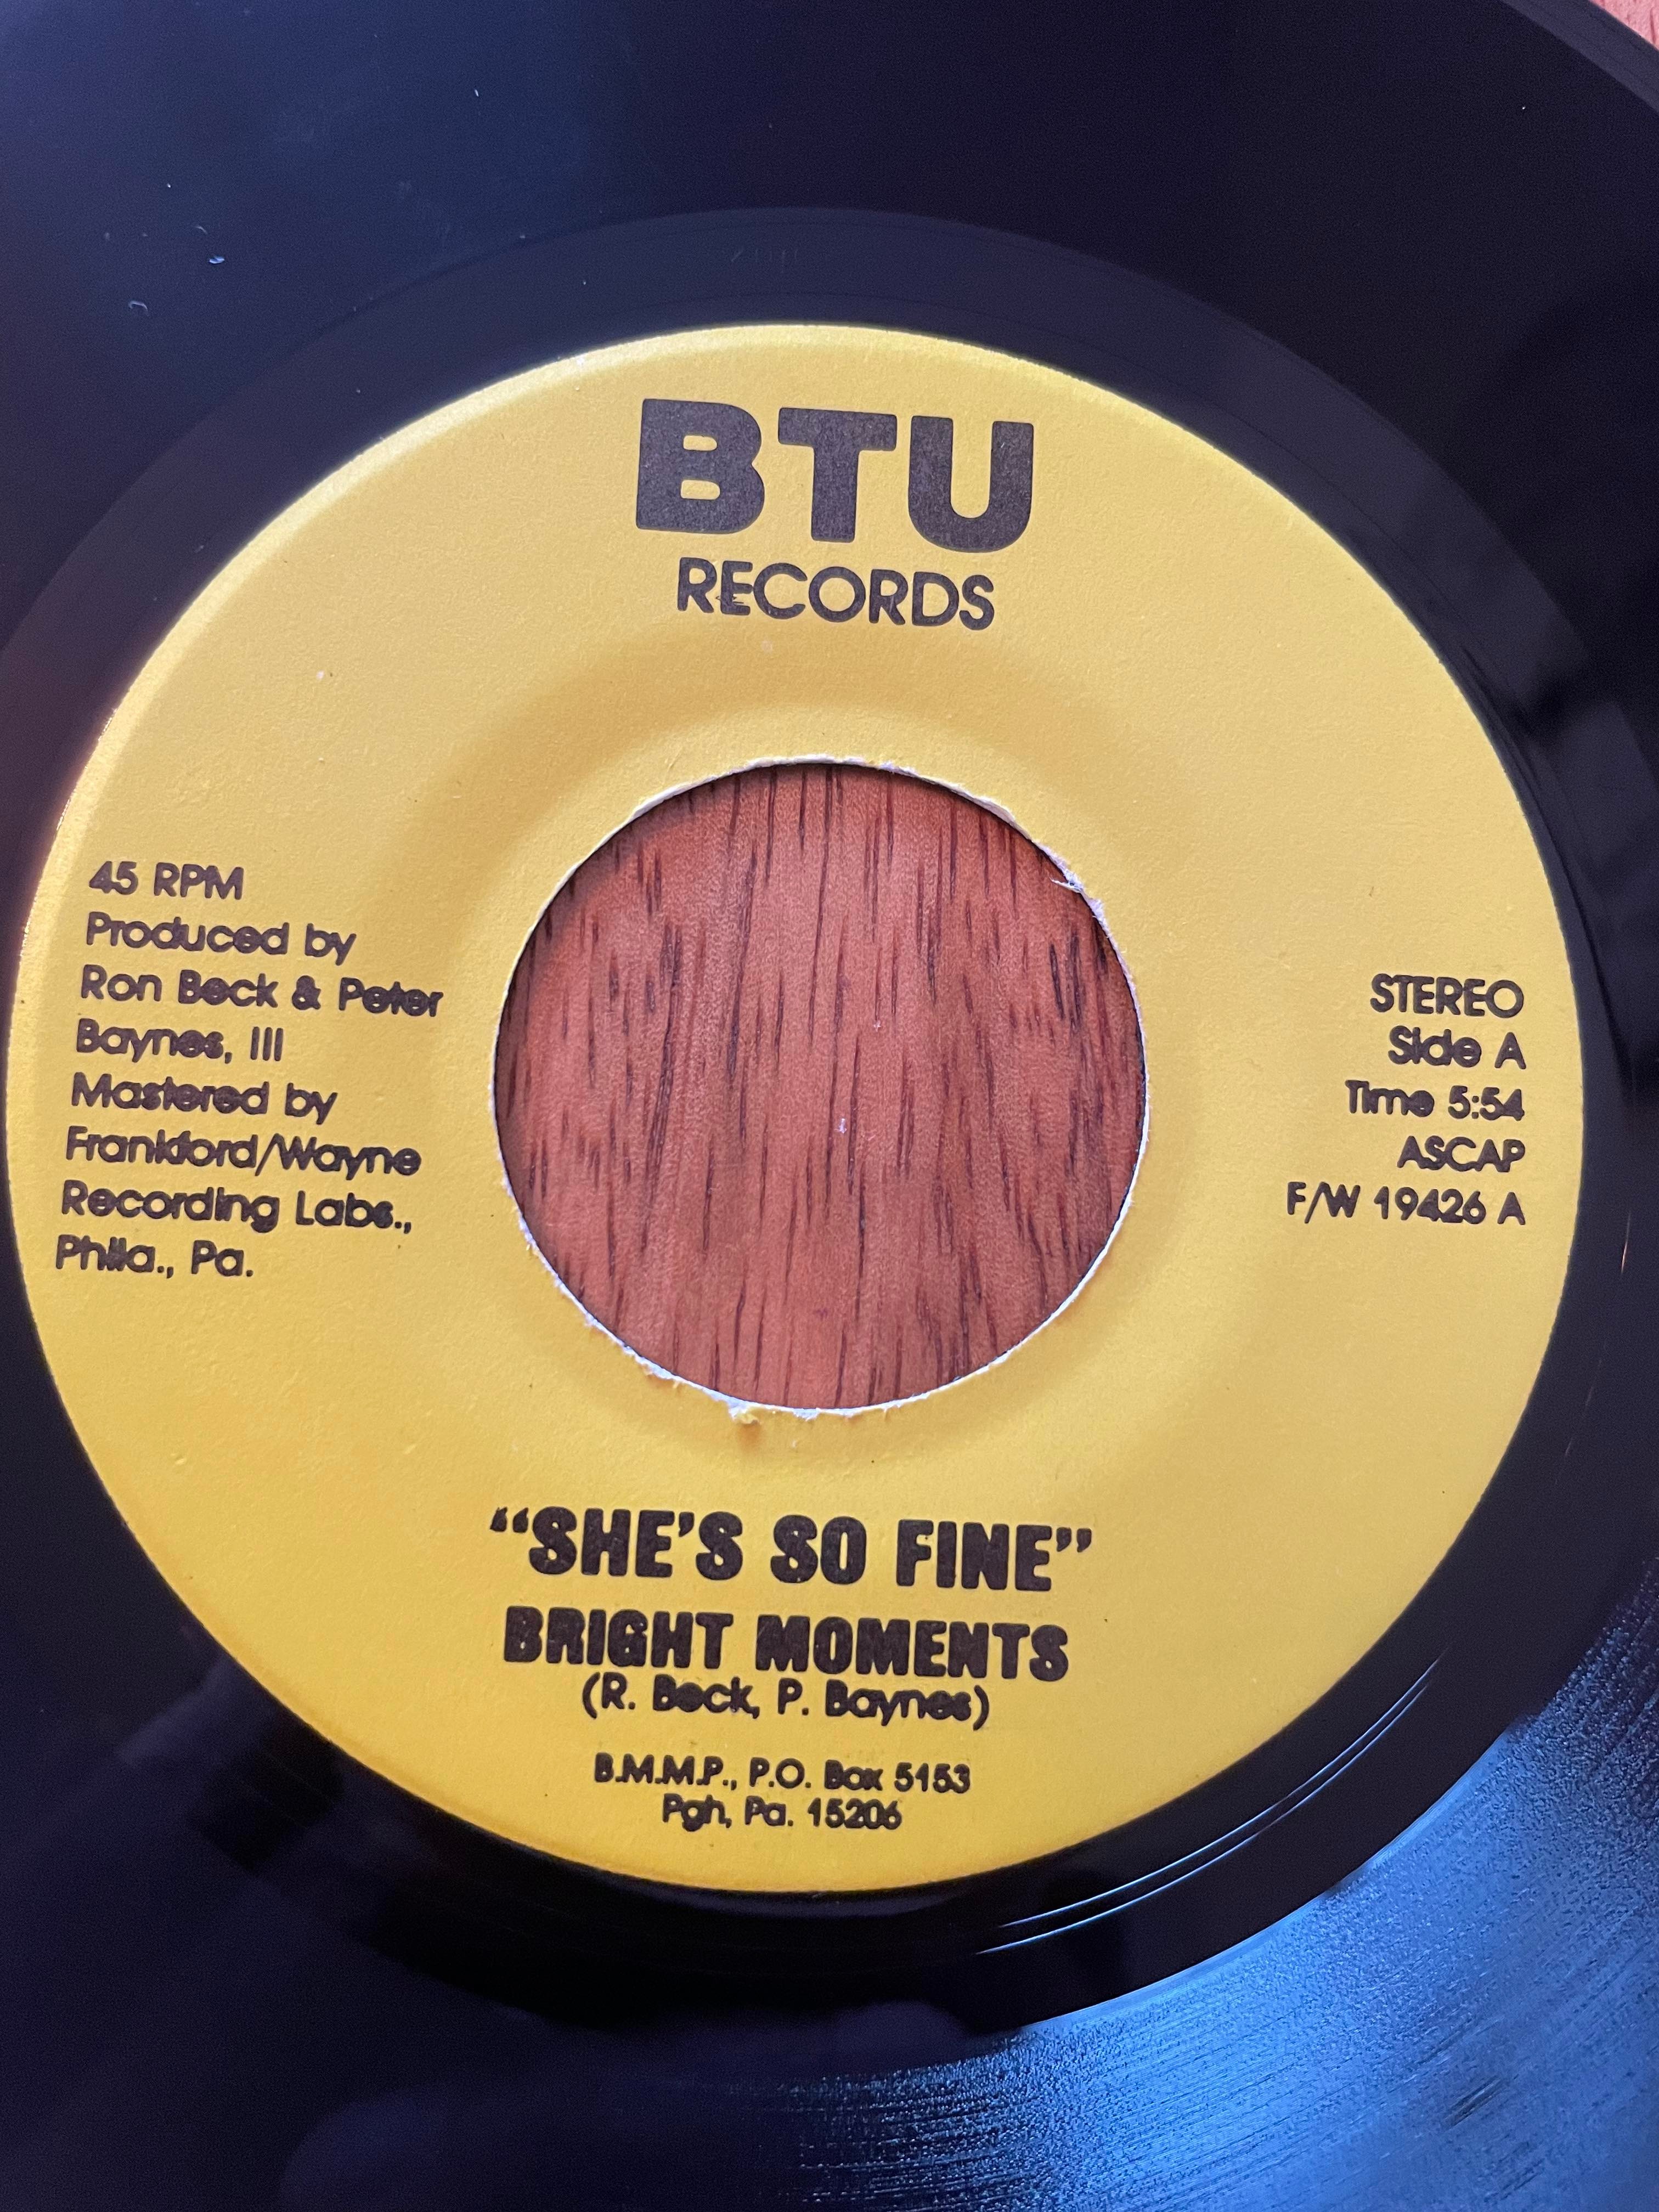 BTU
RECORDS
45 RPM
Produced by
Ron Beck & Peter
Baynes, III
Mastered by
Frankford/Wayne
Recording Labs.,
Phila., Pa.
STEREO
Side A
Time 5:54
ASCAP
F/W 19426 A
“SHE’S SO FINE”
BRIGHT MOMENTS
(R. Beck, P. Baynes)
B.M.M.P., P.O. Box 5153
Pgh, Pa. 15206